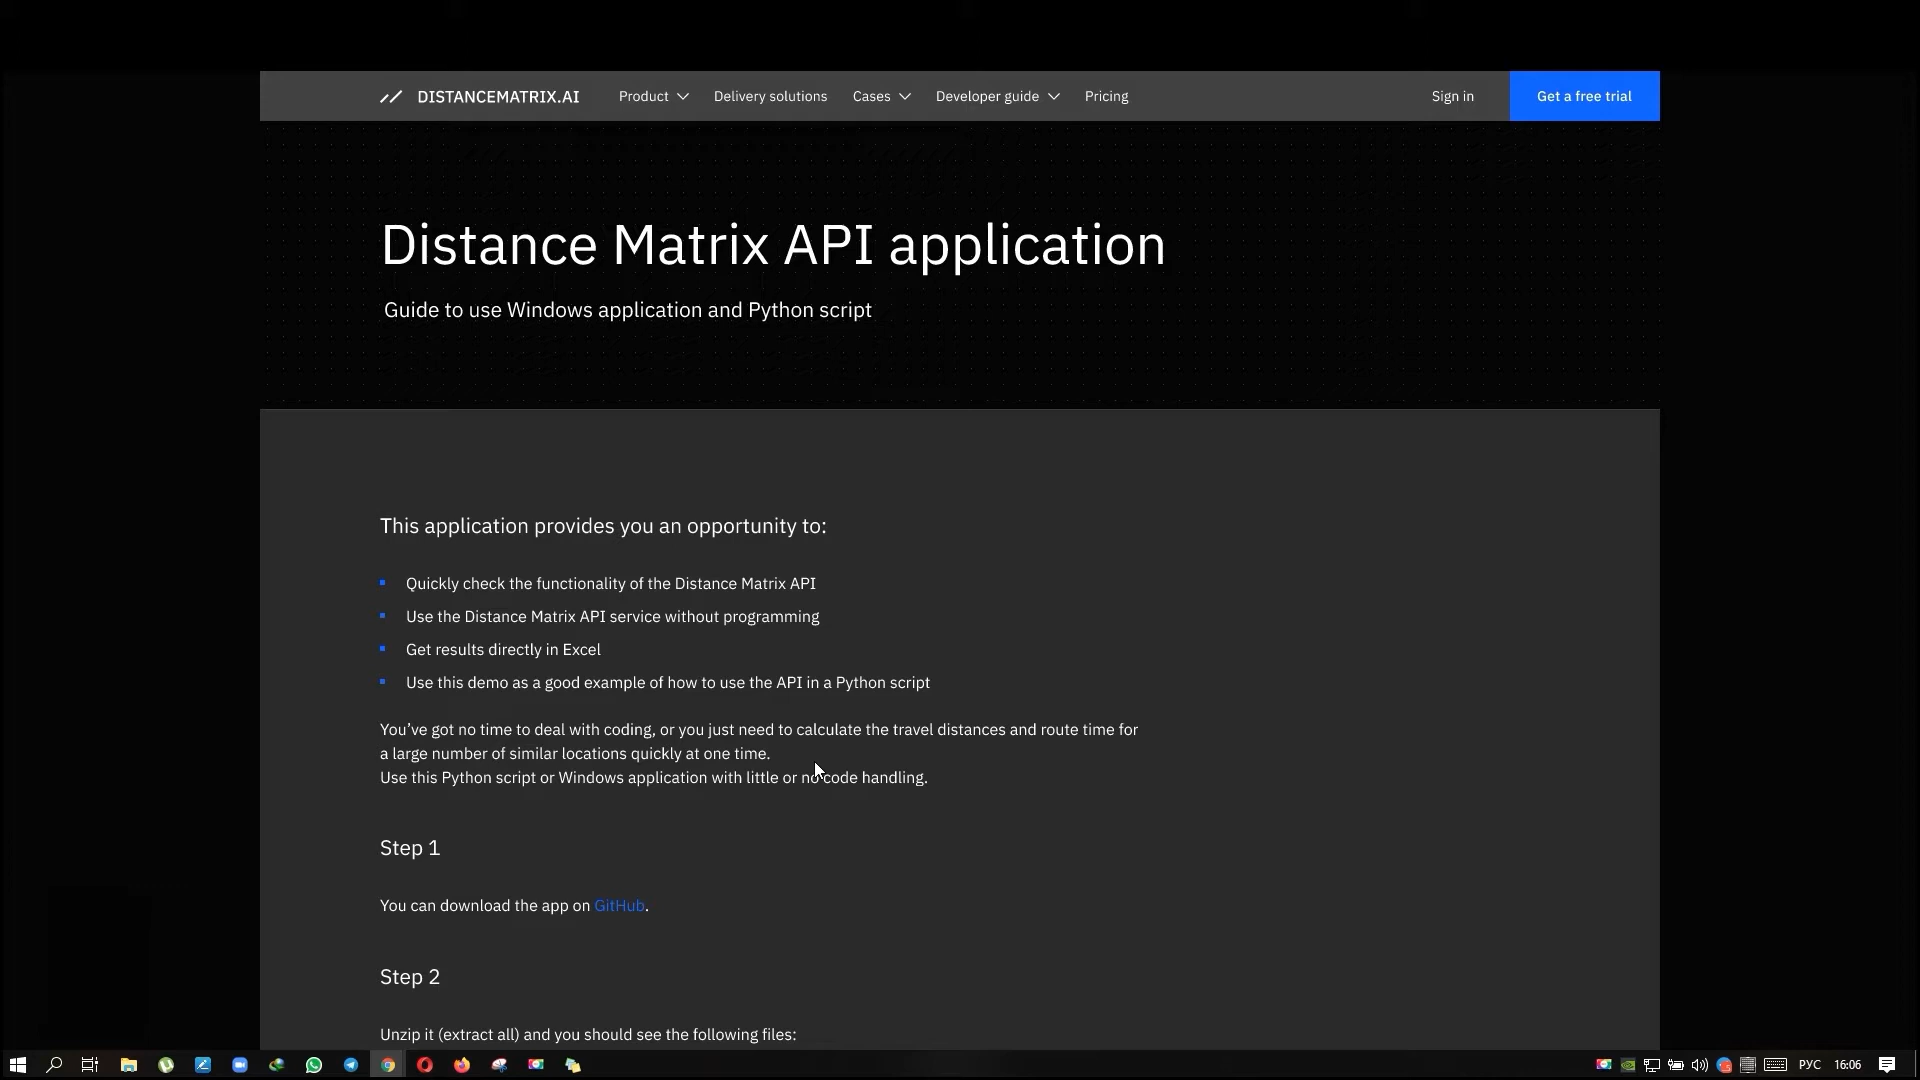 DISTANCEMATRIX.AI Product Delivery solutions Cases Developer guide Pricing Sign in Get a free trial
Distance Matrix API application
Guide to use Windows application and Python script
This application provides you an opportunity to:
Quickly check the functionality of the Distance Matrix API
Use the Distance Matrix API service without programming
Get results directly in Excel
Use this demo as a good example of how to use the API in a Python script
You’ve got no time to deal with coding, or you just need to calculate the travel distances and route time for
a large number of similar locations quickly at one time.
Use this Python script or Windows application with little or no code handling.
Step 1
You can download the app on GitHub.
Step 2
Unzip it (extract all) and you should see the following files:
РУС 16:06